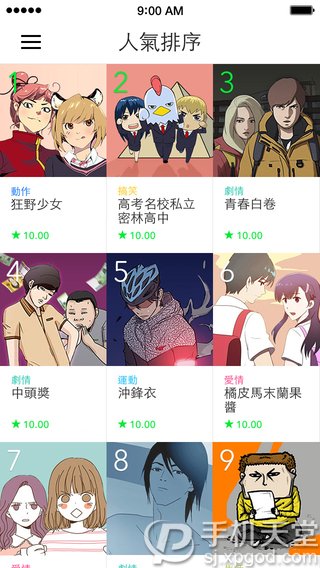 9:00 AM
人氣排序
1
2
3
動作
搞笑
劇情
狂野少女
高考名校私立
密林高中
青春白卷
★ 10.00
★ 10.00
★ 10.00
4
5
6
劇情
運動
愛情
中頭獎
沖鋒衣
橘皮馬末蘭果
醬
★ 10.00
★ 10.00
★ 10.00
7
8
9
手机天堂
sj.xpgod.com